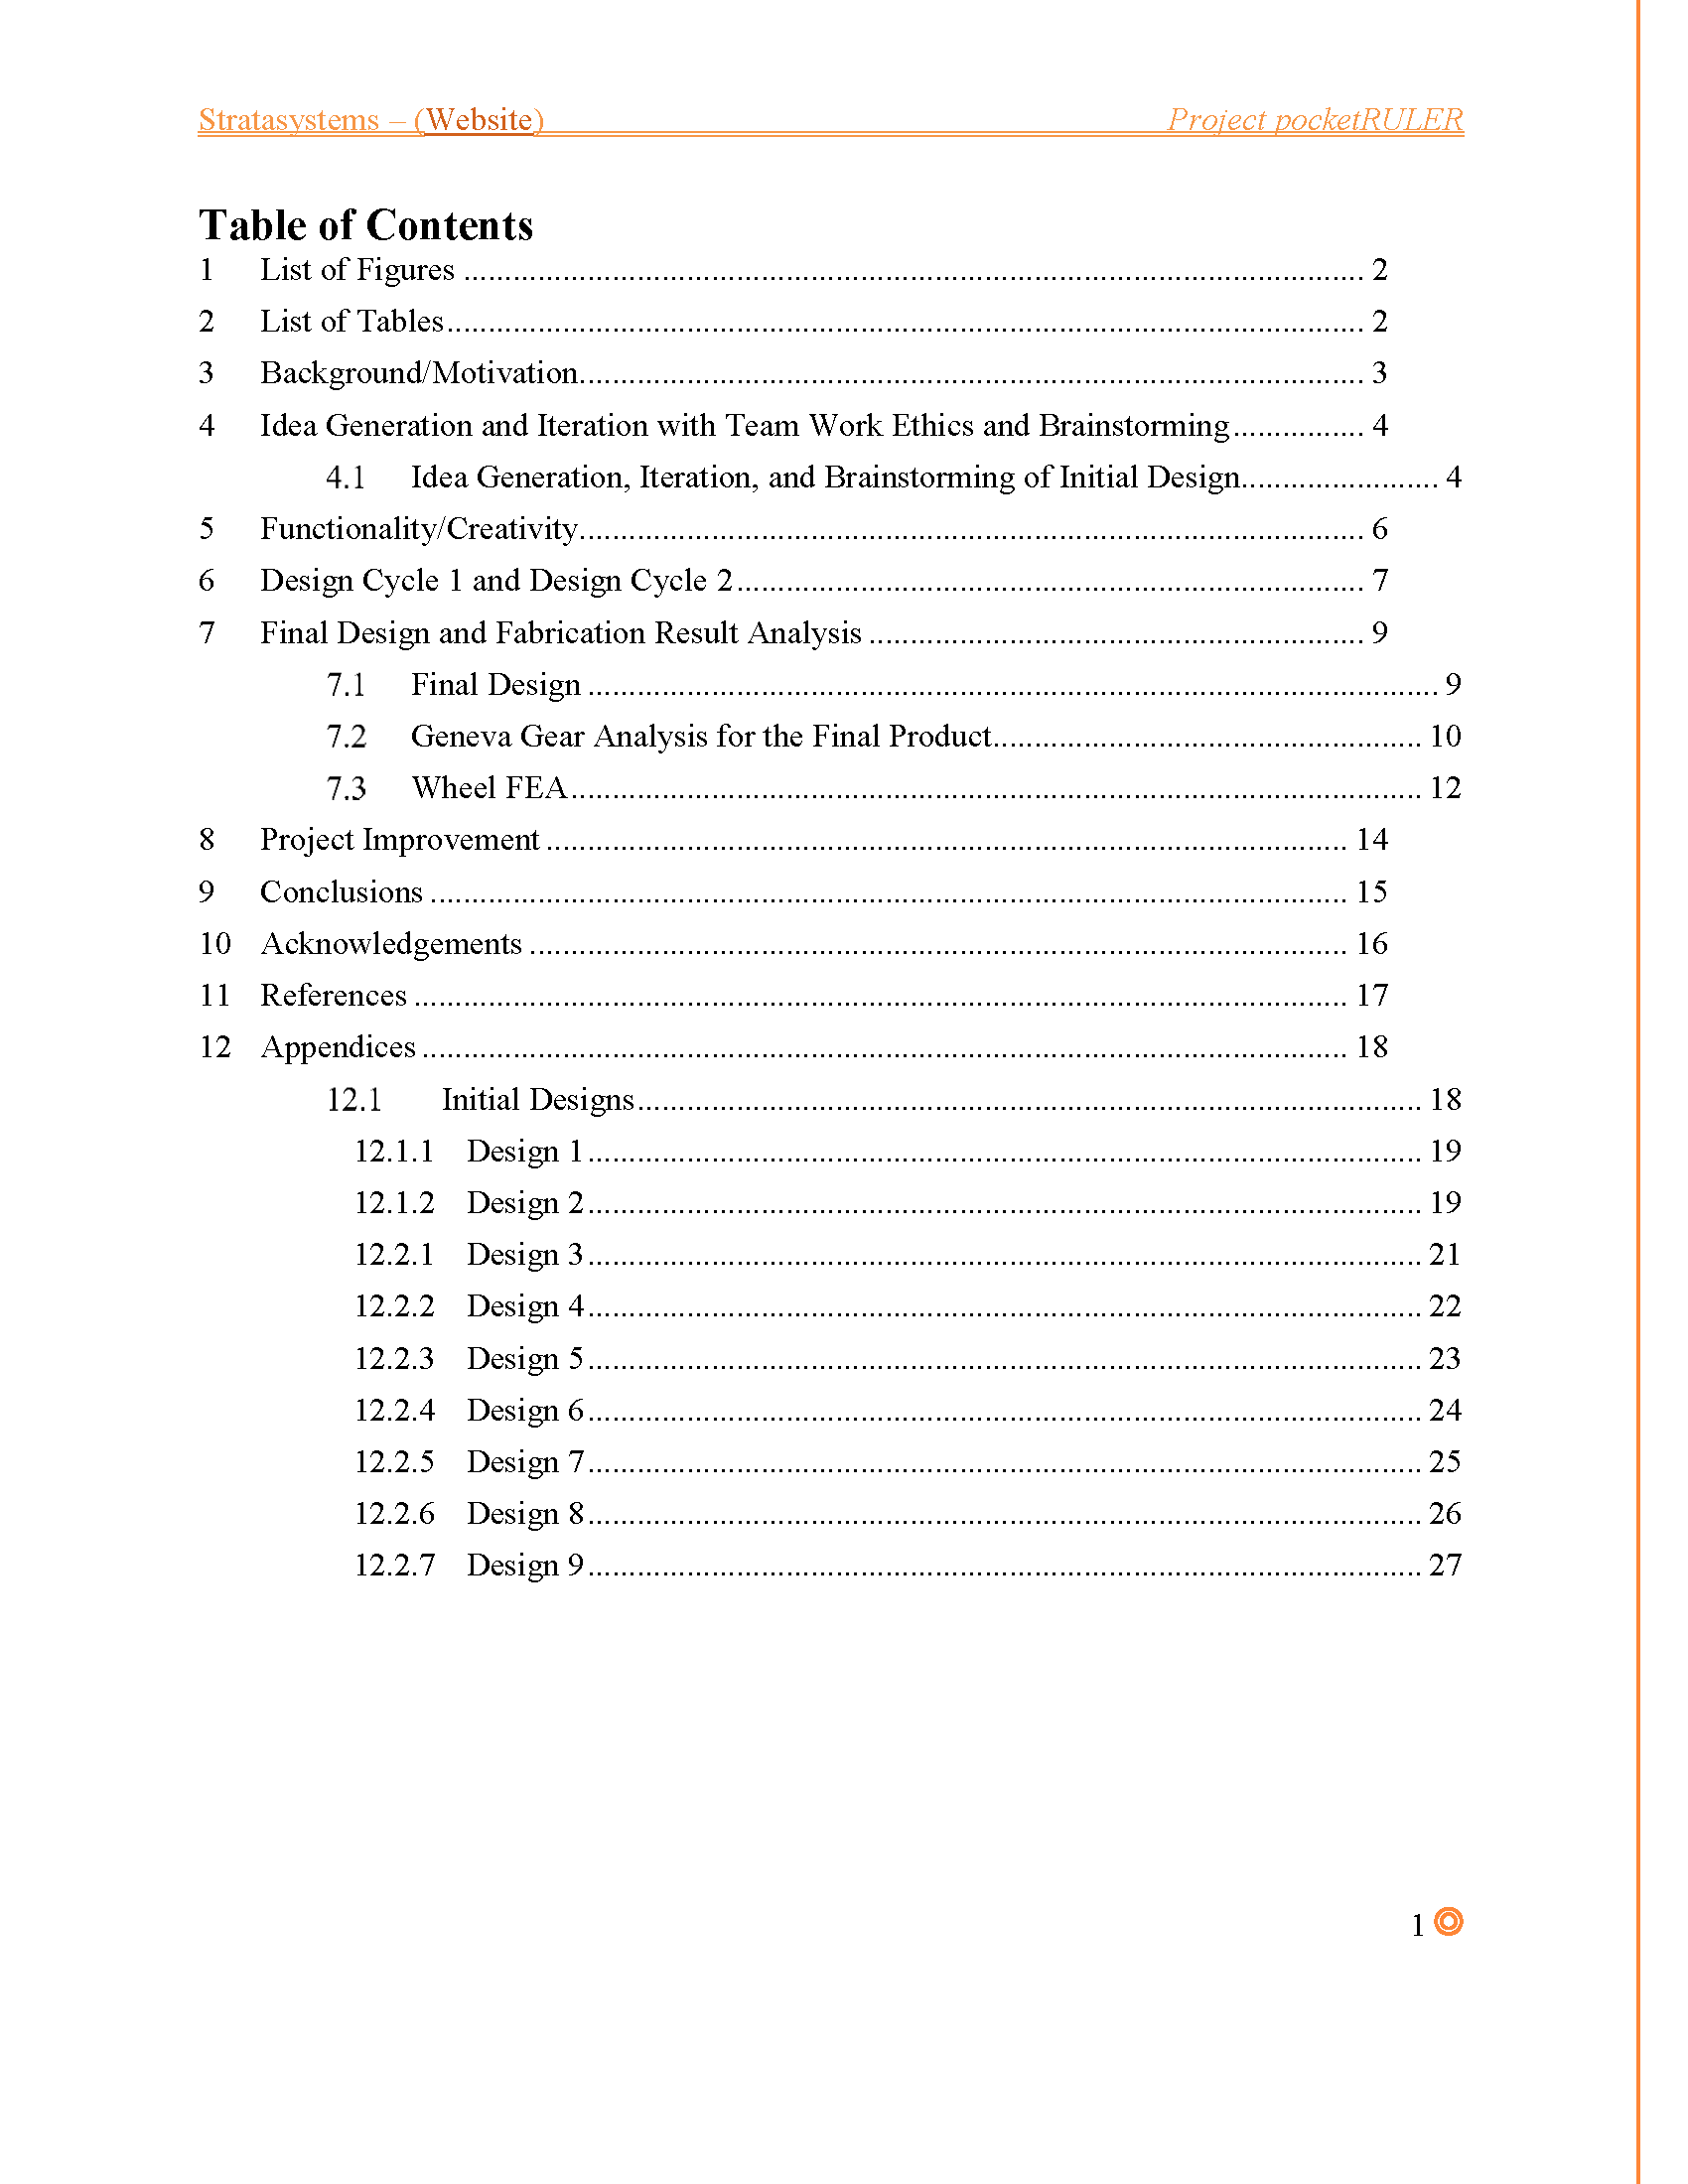 Stratasystems – (Website) Project pocketRULER
Table of Contents
1 List of Figures ........ 2
2 List of Tables ........ 2
3 Background/Motivation ........ 3
4 Idea Generation and Iteration with Team Work Ethics and Brainstorming ........ 4
4.1 Idea Generation, Iteration, and Brainstorming of Initial Design ........ 4
5 Functionality/Creativity ........ 6
6 Design Cycle 1 and Design Cycle 2 ........ 7
7 Final Design and Fabrication Result Analysis ........ 9
7.1 Final Design ........ 9
7.2 Geneva Gear Analysis for the Final Product ........ 10
7.3 Wheel FEA ........ 12
8 Project Improvement ........ 14
9 Conclusions ........ 15
10 Acknowledgements ........ 16
11 References ........ 17
12 Appendices ........ 18
12.1 Initial Designs ........ 18
12.1.1 Design 1 ........ 19
12.1.2 Design 2 ........ 19
12.2.1 Design 3 ........ 21
12.2.2 Design 4 ........ 22
12.2.3 Design 5 ........ 23
12.2.4 Design 6 ........ 24
12.2.5 Design 7 ........ 25
12.2.6 Design 8 ........ 26
12.2.7 Design 9 ........ 27
1